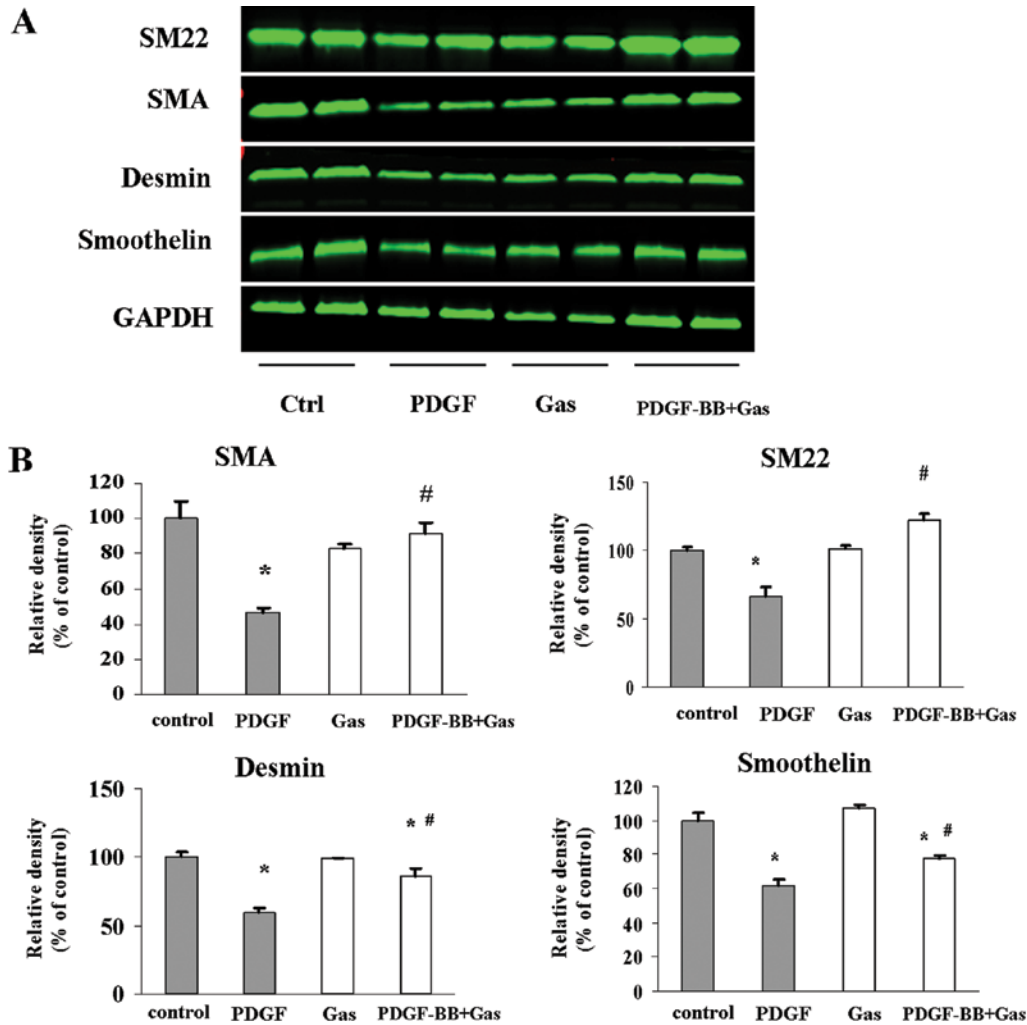 A
SM22
SMA
Desmin
Smoothelin
GAPDH
Ctrl PDGF Gas PDGF-BB+Gas
B
SMA
Relative density
(% of control)
120
100
80
60
40
20
0
*
#
control PDGF Gas PDGF-BB+Gas
SM22
Relative density
(% of control)
150
100
50
0
*
#
control PDGF Gas PDGF-BB+Gas
Desmin
Relative density
(% of control)
150
100
50
0
*
* #
control PDGF Gas PDGF-BB+Gas
Smoothelin
Relative density
(% of control)
120
100
80
60
40
20
0
*
* #
control PDGF Gas PDGF-BB+Gas